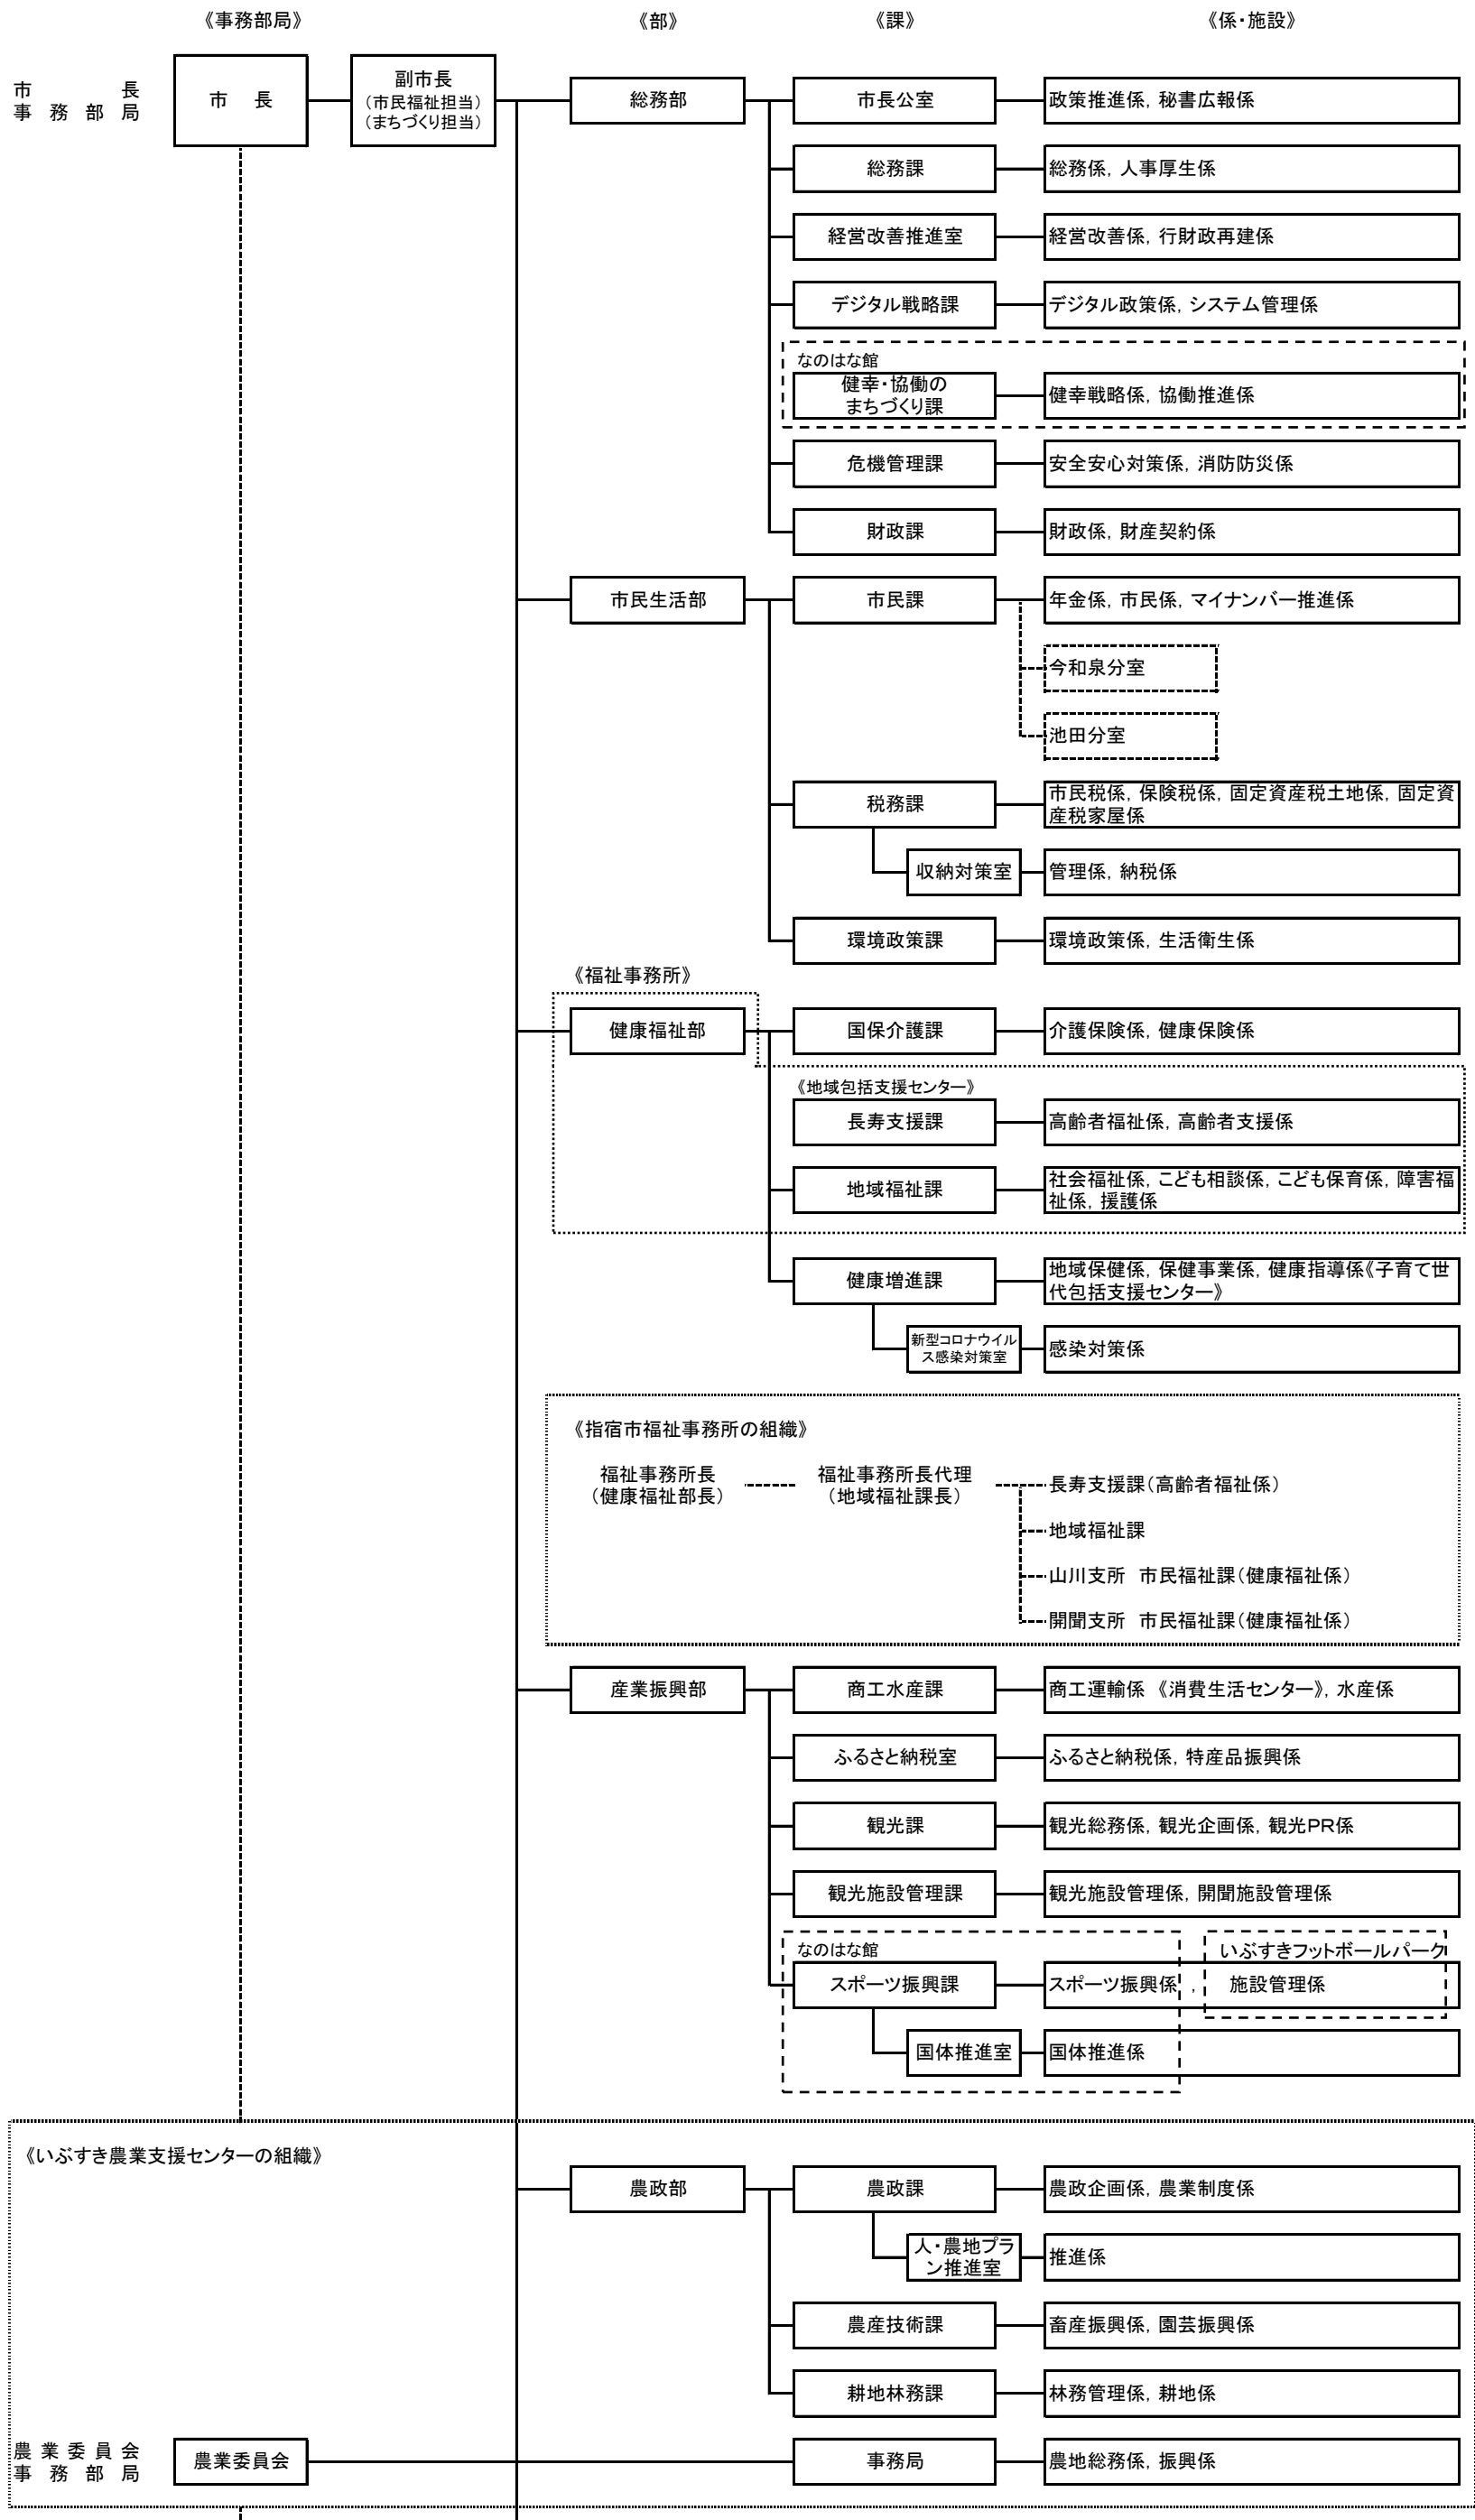 《事務部局》 《部》 《課》 《係・施設》
市長
事務部局
市　長
副市長
（市民福祉担当）
（まちづくり担当）
総務部
市長公室
政策推進係，秘書広報係
総務課
総務係，人事厚生係
経営改善推進室
経営改善係，行財政再建係
デジタル戦略課
デジタル政策係，システム管理係
なのはな館
健幸・協働の
まちづくり課
健幸戦略係，協働推進係
危機管理課
安全安心対策係，消防防災係
財政課
財政係，財産契約係
市民生活部
市民課
年金係，市民係，マイナンバー推進係
今和泉分室
池田分室
税務課
市民税係，保険税係，固定資産税土地係，固定資
産税家屋係
収納対策室
管理係，納税係
環境政策課
環境政策係，生活衛生係
《福祉事務所》
健康福祉部
国保介護課
介護保険係，健康保険係
《地域包括支援センター》
長寿支援課
高齢者福祉係，高齢者支援係
地域福祉課
社会福祉係，こども相談係，こども保育係，障害福
祉係，援護係
健康増進課
地域保健係，保健事業係，健康指導係《子育て世
代包括支援センター》
新型コロナウイル
ス感染対策室
感染対策係
《指宿市福祉事務所の組織》
福祉事務所長
（健康福祉部長）
福祉事務所長代理
（地域福祉課長）
長寿支援課（高齢者福祉係）
地域福祉課
山川支所　市民福祉課（健康福祉係）
開聞支所　市民福祉課（健康福祉係）
産業振興部
商工水産課
商工運輸係 《消費生活センター》，水産係
ふるさと納税室
ふるさと納税係，特産品振興係
観光課
観光総務係，観光企画係，観光PR係
観光施設管理課
観光施設管理係，開聞施設管理係
なのはな館
いぶすきフットボールパーク
スポーツ振興課
スポーツ振興係 ， 施設管理係
国体推進室
国体推進係
《いぶすき農業支援センターの組織》
農政部
農政課
農政企画係，農業制度係
人・農地プラ
ン推進室
推進係
農産技術課
畜産振興係，園芸振興係
耕地林務課
林務管理係，耕地係
農業委員会
事務部局
農業委員会
事務局
農地総務係，振興係